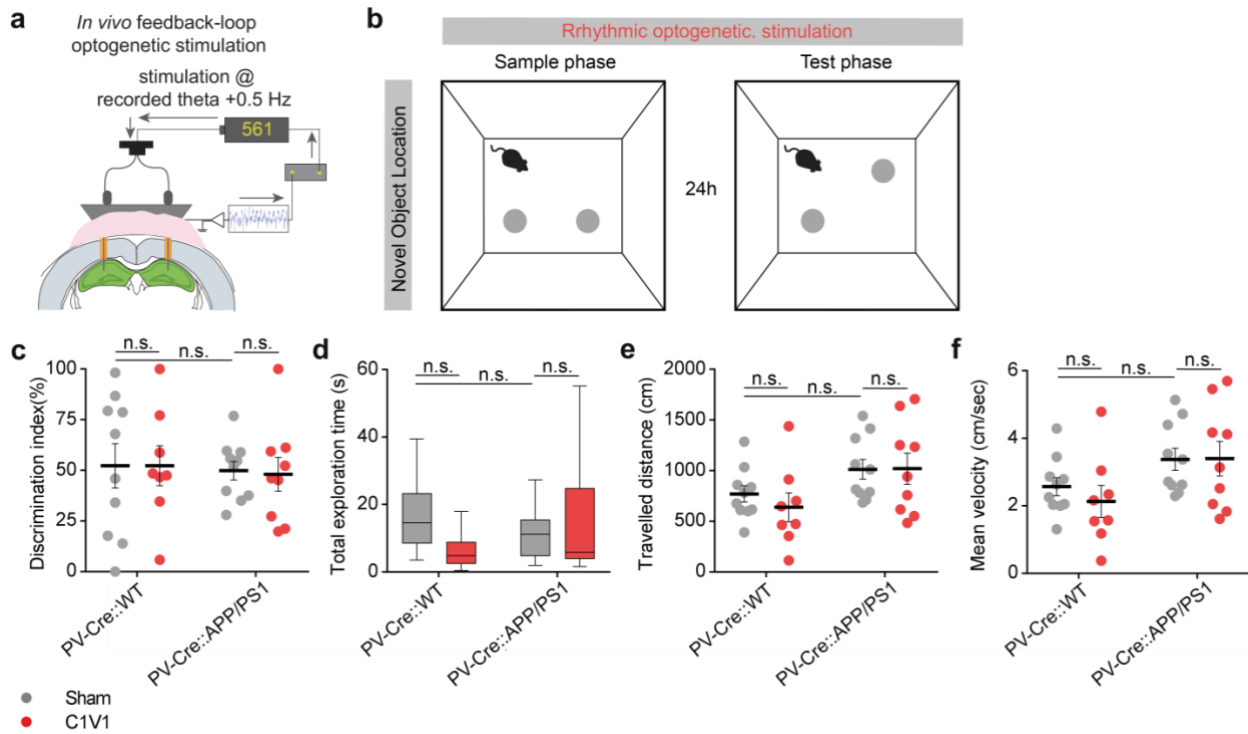 a
In vivo feedback-loop
optogenetic stimulation
stimulation @
recorded theta +0.5 Hz
561
b
Rrhythmic optogenetic. stimulation
Sample phase
Test phase
Novel Object Location
24h
c
n.s.
n.s.
n.s.
Discrimination index(%)
100
75
50
25
0
PV-Cre::WT
PV-Cre::APP/PS1
d
n.s.
n.s.
n.s.
Total exploration time (s)
60
40
20
0
PV-Cre::WT
PV-Cre::APP/PS1
e
n.s.
n.s.
n.s.
Travelled distance (cm)
2000
1500
1000
500
0
PV-Cre::WT
PV-Cre::APP/PS1
f
n.s.
n.s.
n.s.
Mean velocity (cm/sec)
6
4
2
0
PV-Cre::WT
PV-Cre::APP/PS1
Sham
C1V1